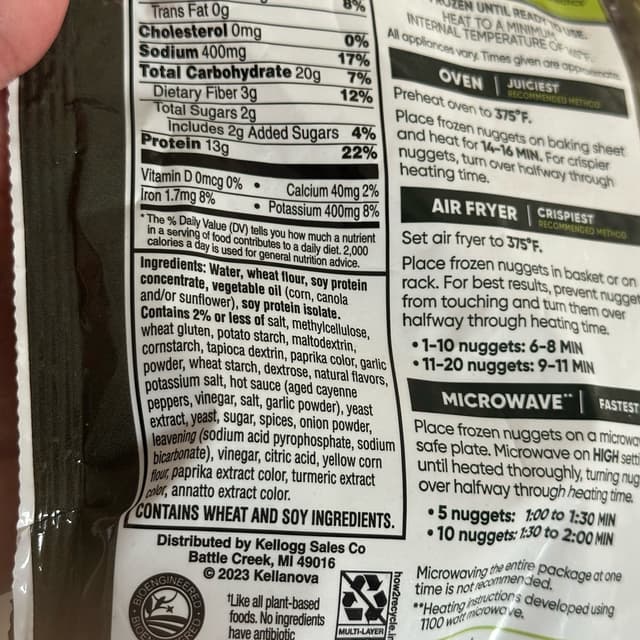 8%
Trans Fat 0g
Cholesterol 0mg 0%
Sodium 400mg 17%
Total Carbohydrate 20g 7%
Dietary Fiber 3g 12%
Total Sugars 2g
Includes 2g Added Sugars 4%
Protein 13g 22%
Vitamin D 0mcg 0% • Calcium 40mg 2%
Iron 1.7mg 8% • Potassium 400mg 8%
*The % Daily Value (DV) tells you how much a nutrient
in a serving of food contributes to a daily diet. 2,000
calories a day is used for general nutrition advice.
Ingredients: Water, wheat flour, soy protein
concentrate, vegetable oil (corn, canola
and/or sunflower), soy protein isolate.
Contains 2% or less of salt, methylcellulose,
wheat gluten, potato starch, maltodextrin,
cornstarch, tapioca dextrin, paprika color, garlic
powder, wheat starch, dextrose, natural flavors,
potassium salt, hot sauce (aged cayenne
peppers, vinegar, salt, garlic powder), yeast
extract, yeast, sugar, spices, onion powder,
leavening (sodium acid pyrophosphate, sodium
bicarbonate), vinegar, citric acid, yellow corn
flour, paprika extract color, turmeric extract
color, annatto extract color.
CONTAINS WHEAT AND SOY INGREDIENTS.
Distributed by Kellogg Sales Co
Battle Creek, MI 49016
© 2023 Kellanova
BIOENGINEERED
†Like all plant-based
foods. No ingredients
have antibiotic
MULTI-LAYER
how2recycle.in
UNTIL READY TO USE.
HEAT TO A MINIMUM
INTERNAL TEMPERATURE OF
All appliances vary. Times given are approximate.
OVEN | JUICIEST
RECOMMENDED METHOD
Preheat oven to 375°F.
Place frozen nuggets on baking sheet
and heat for 14-16 MIN. For crispier
nuggets, turn over halfway through
heating time.
AIR FRYER | CRISPIEST
RECOMMENDED METHOD
Set air fryer to 375°F.
Place frozen nuggets in basket or on
rack. For best results, prevent nugget
from touching and turn them over
halfway through heating time.
• 1-10 nuggets: 6-8 MIN
• 11-20 nuggets: 9-11 MIN
MICROWAVE** | FASTEST
Place frozen nuggets on a microwa
safe plate. Microwave on HIGH setti
until heated thoroughly, turning nug
over halfway through heating time.
• 5 nuggets: 1:00 to 1:30 MIN
• 10 nuggets: 1:30 to 2:00 MIN
Microwaving the entire package at one
time is not recommended.
**Heating instructions developed using
1100 watt microwave.